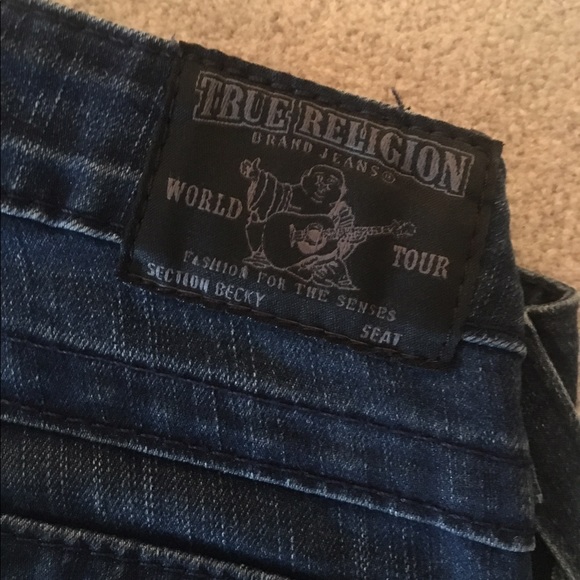 TRUE RELIGION
BRAND JEANS®
WORLD TOUR
FASHION FOR THE SENSES
SECTION BECKY SEAT